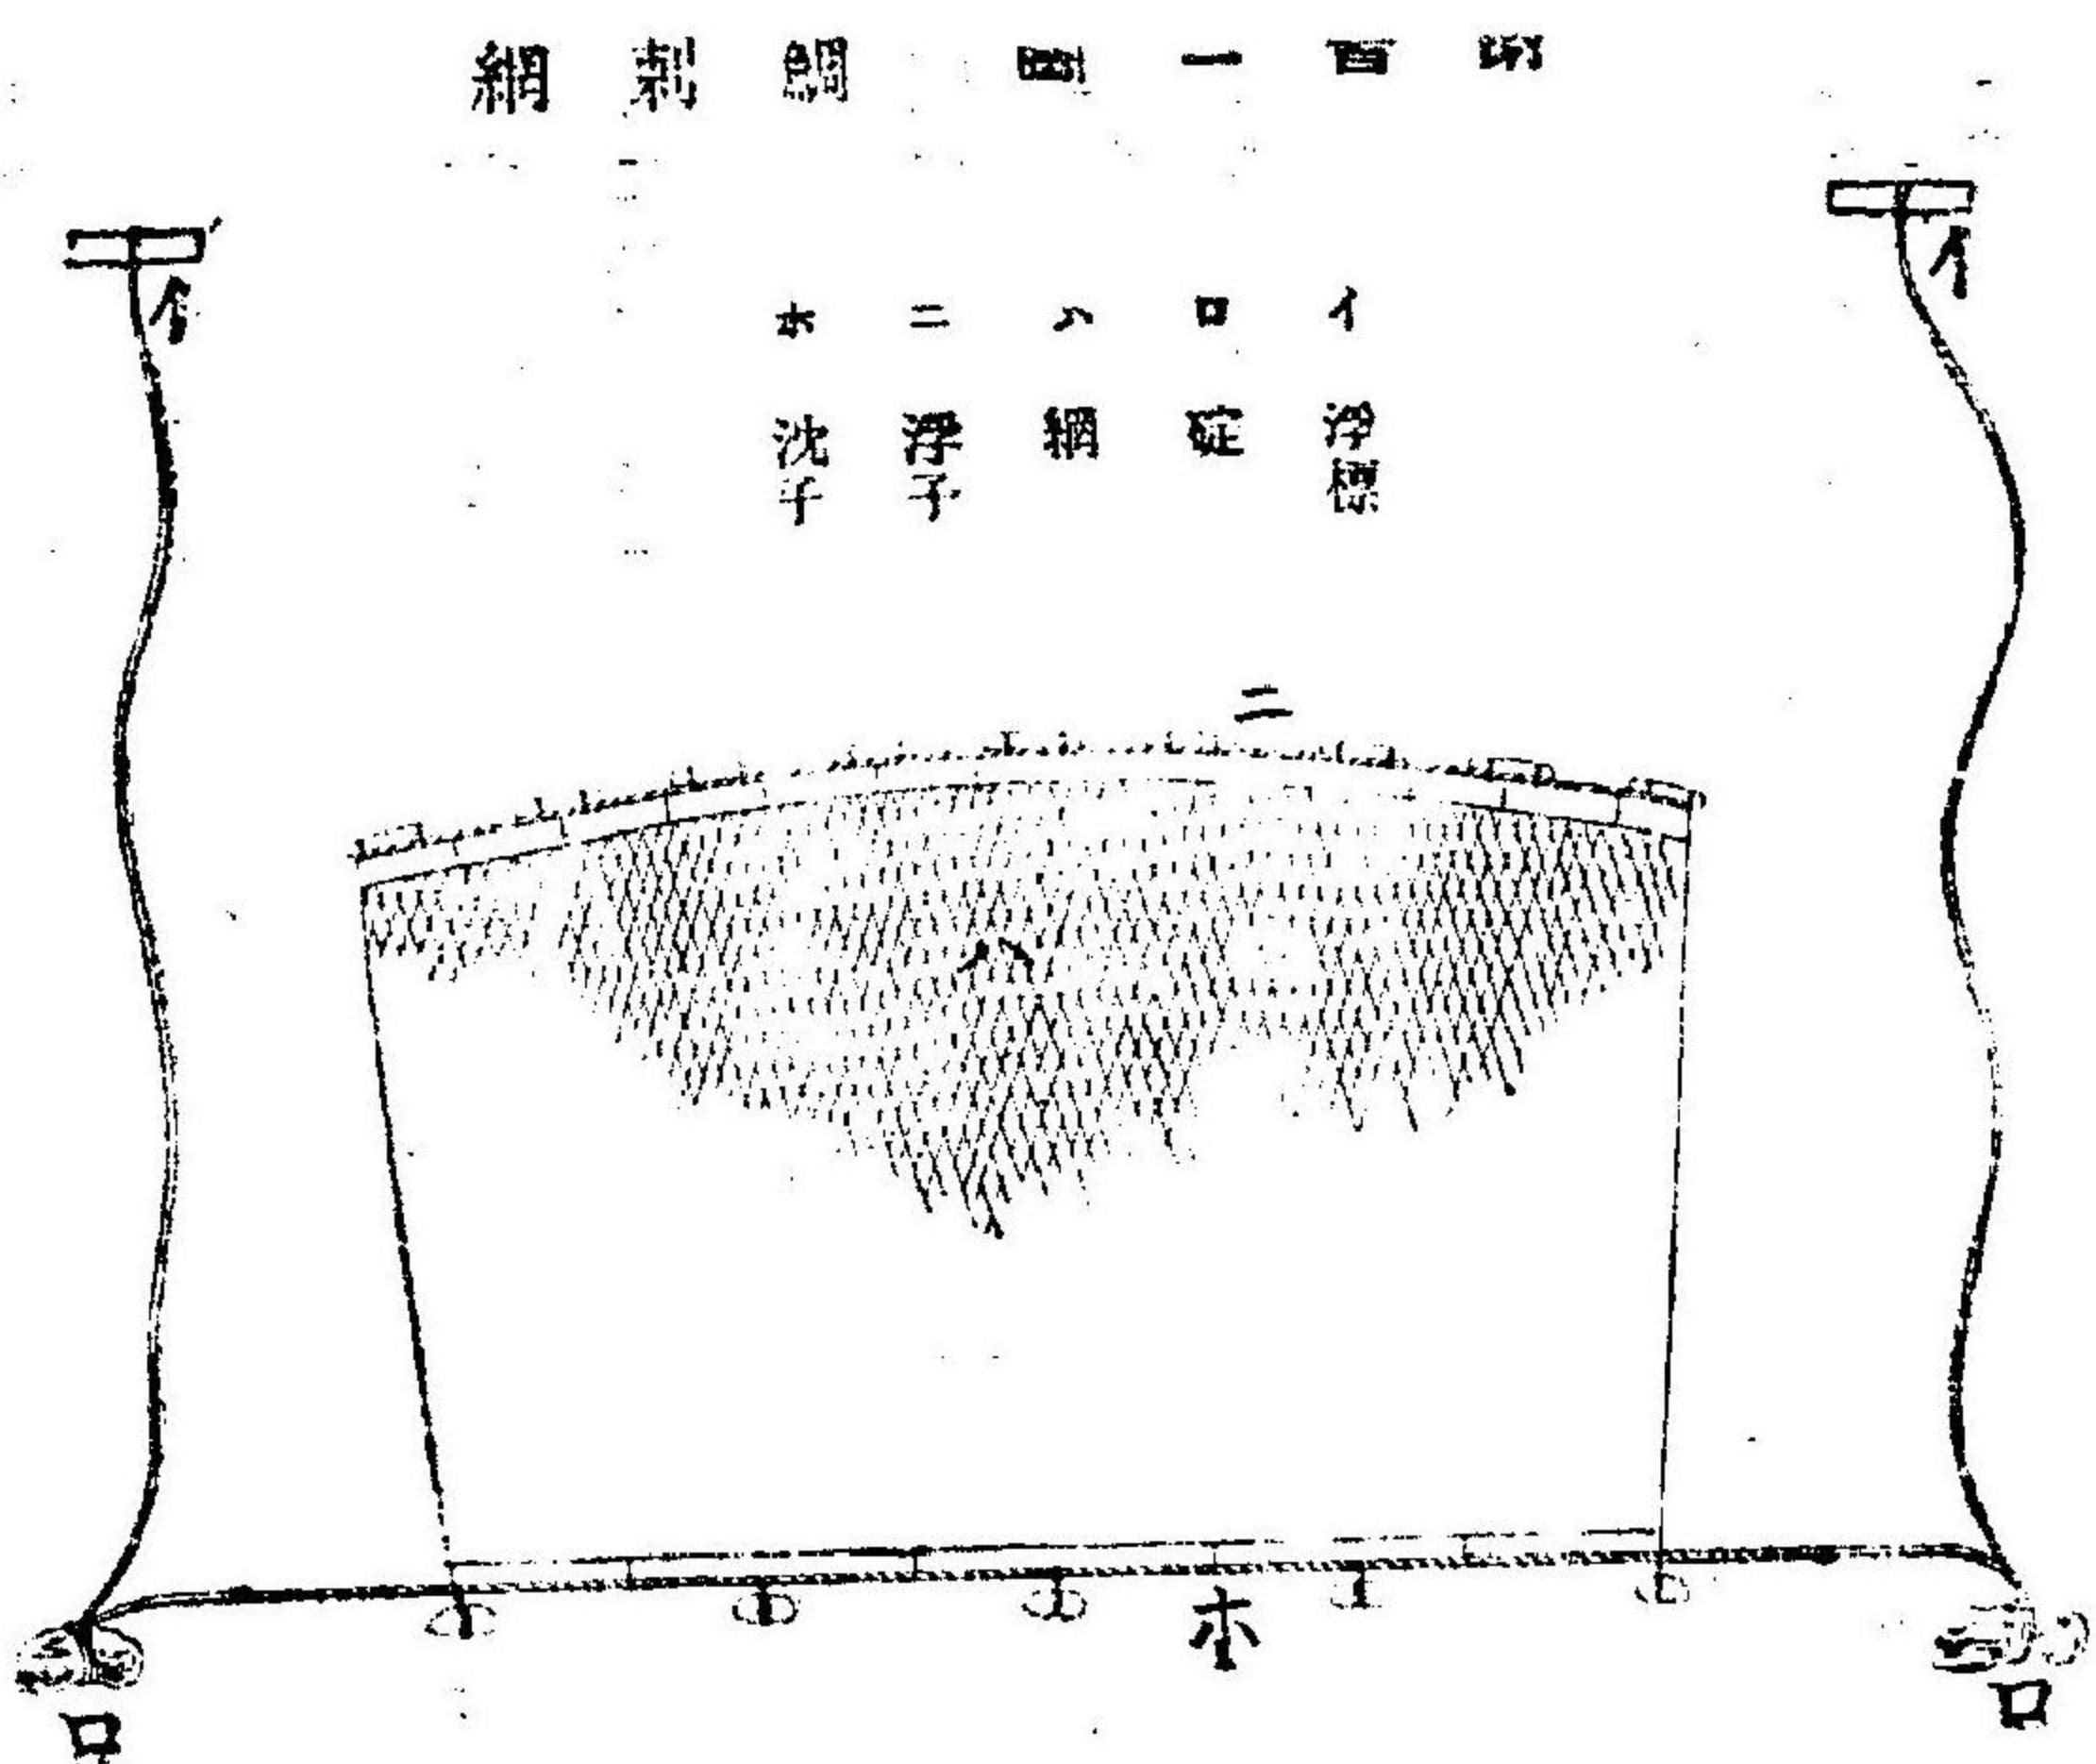 第百一圖 鯛刺網
イ 浮標
ロ 碇
ハ 網
ニ 浮子
ホ 沈子
イ
イ
ニ
ハ
ホ
ロ
ロ